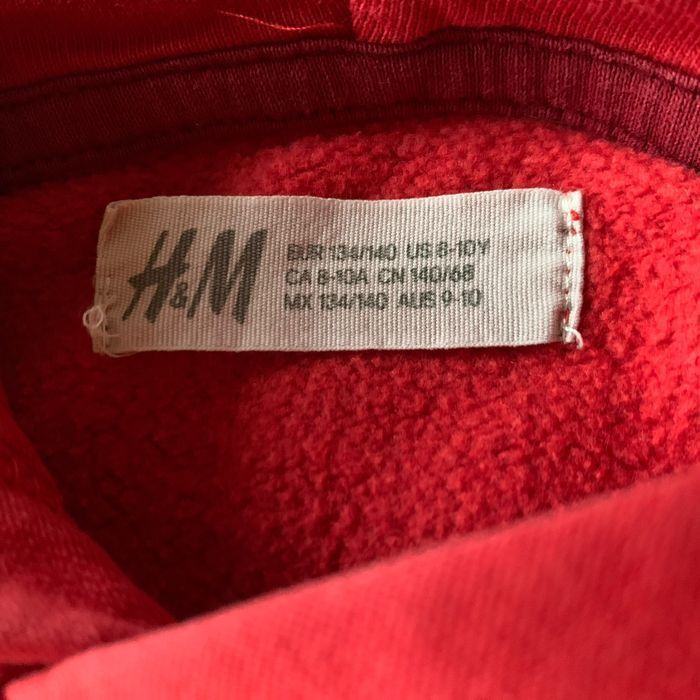 H&M
EUR 134/140 US 8-10Y
CA 8-10A CN 140/68
MX 134/140 AUS 9-10